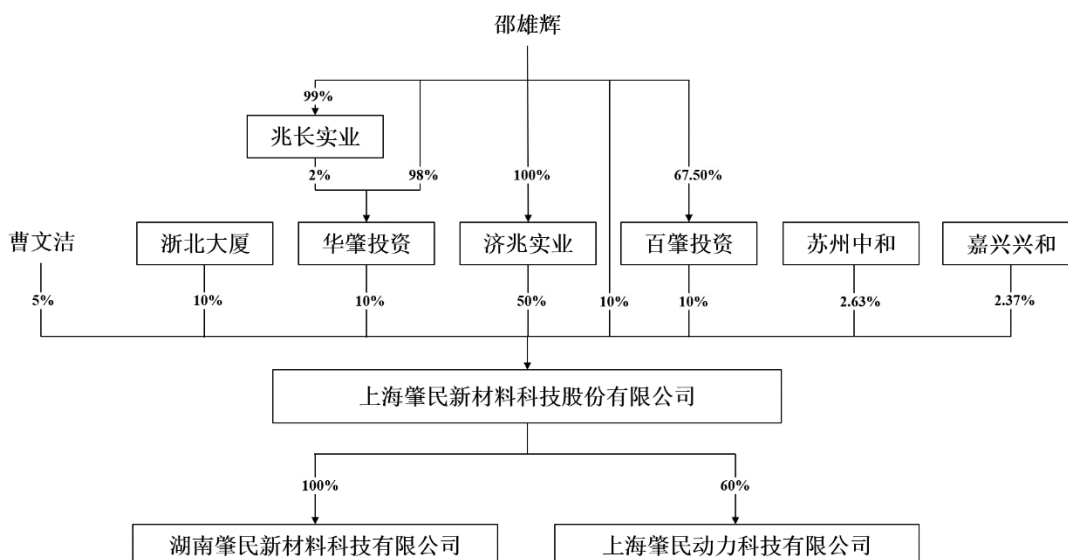 邵雄辉
99%
兆长实业
2%
98%
100%
67.50%
曹文洁
浙北大厦
华肇投资
济兆实业
百肇投资
苏州中和
嘉兴兴和
5%
10%
10%
50%
10%
10%
2.63%
2.37%
上海肇民新材料科技股份有限公司
100%
60%
湖南肇民新材料科技有限公司
上海肇民动力科技有限公司